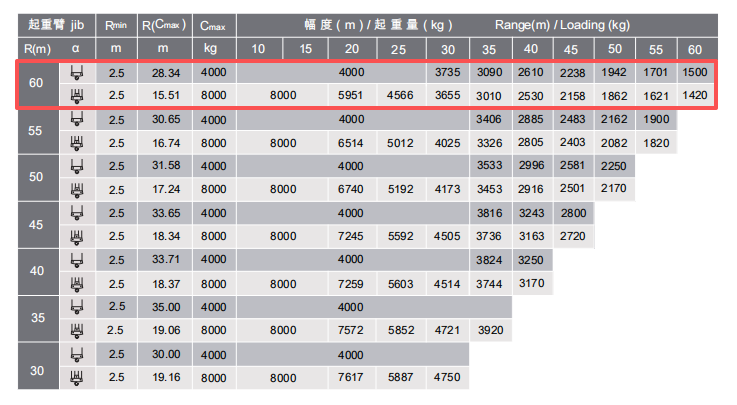 起重臂 jib Rmin R(Cmax) Cmax 幅度(m)/起重量(kg) Range(m)/Loading(kg)
R(m) α m m kg 10 15 20 25 30 35 40 45 50 55 60
60 2.5 28.34 4000 4000 3735 3090 2610 2238 1942 1701 1500
2.5 15.51 8000 8000 5951 4566 3655 3010 2530 2158 1862 1621 1420
55 2.5 30.65 4000 4000 3406 2885 2483 2162 1900
2.5 16.74 8000 8000 6514 5012 4025 3326 2805 2403 2082 1820
50 2.5 31.58 4000 4000 3533 2996 2581 2250
2.5 17.24 8000 8000 6740 5192 4173 3453 2916 2501 2170
45 2.5 33.65 4000 4000 3816 3243 2800
2.5 18.34 8000 8000 7245 5592 4505 3736 3163 2720
40 2.5 33.71 4000 4000 3824 3250
2.5 18.37 8000 8000 7259 5603 4514 3744 3170
35 2.5 35.00 4000 4000
2.5 19.06 8000 8000 7572 5852 4721 3920
30 2.5 30.00 4000 4000
2.5 19.16 8000 8000 7617 5887 4750